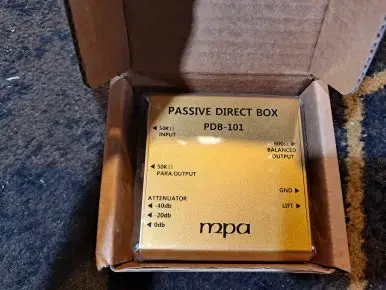 PASSIVE DIRECT BOX
PDB-101
◄ 50KΩ
INPUT
600Ω ►
BALANCED
OUTPUT
◄ 50KΩ
PARA.OUTPUT
GND ►
ATTENUATOR
◄ -40db
LIFT ►
◄ -20db
◄ 0db
mpa